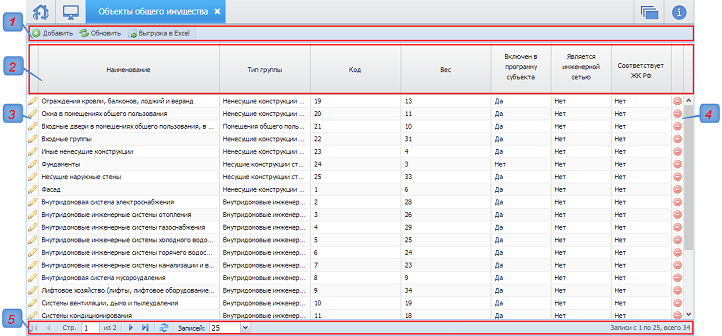 Объекты общего имущества
1 Добавить Обновить Выгрузка в Excel
2 Наименование Тип группы Код Вес Включен в программу субъекта Является инженерной сетью Соответствует ЖК РФ
Ограждения кровли, балконов, лоджий и веранд Ненесущие конструкции ... 19 13 Да Нет Нет
3 Окна в помещениях общего пользования Ненесущие конструкции ... 20 11 Да Нет Нет 4
Входные двери в помещениях общего пользования, в ... Помещения общего поль... 21 10 Да Нет Нет
Входные группы Ненесущие конструкции ... 22 31 Да Нет Нет
Иные ненесущие конструкции Ненесущие конструкции ... 23 4 Да Нет Нет
Фундаменты Несущие конструкции ст... 24 3 Нет Нет Нет
Несущие наружные стены Несущие конструкции ст... 25 33 Да Нет Нет
Фасад Ненесущие конструкции ... 1 6 Да Нет Нет
Внутридомовая система электроснабжения Внутридомовые инженер... 2 28 Да Нет Нет
Внутридомовые инженерные системы отопления Внутридомовые инженер... 3 26 Да Нет Нет
Внутридомовые инженерные системы газоснабжения Внутридомовые инженер... 4 29 Да Нет Нет
Внутридомовые инженерные системы холодного водо... Внутридомовые инженер... 5 25 Да Нет Нет
Внутридомовые инженерные системы горячего водос... Внутридомовые инженер... 6 24 Да Нет Нет
Внутридомовые инженерные системы канализации и в... Внутридомовые инженер... 7 23 Да Нет Нет
Внутридомовая система мусороудаления Внутридомовые инженер... 8 9 Да Нет Нет
Лифтовое хозяйство (лифты, лифтовое оборудование... Внутридомовые инженер... 9 34 Да Нет Нет
Системы вентиляции, дымо и пылеудаления Внутридомовые инженер... 10 19 Да Нет Нет
Системы кондиционирования Внутридомовые инженер... 11 18 Да Нет Нет
5 Стр. 1 из 2 Записей: 25 Записи с 1 по 25, всего 34